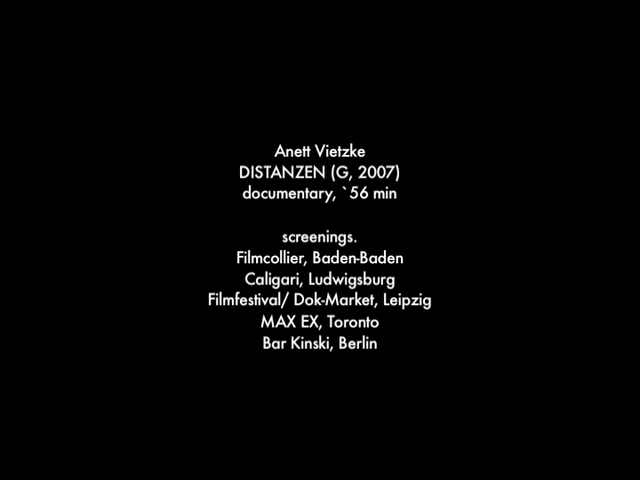 Anett Vietzke
DISTANZEN (G, 2007)
documentary, `56 min
screenings.
Filmcollier, Baden-Baden
Caligari, Ludwigsburg
Filmfestival/ Dok-Market, Leipzig
MAX EX, Toronto
Bar Kinski, Berlin